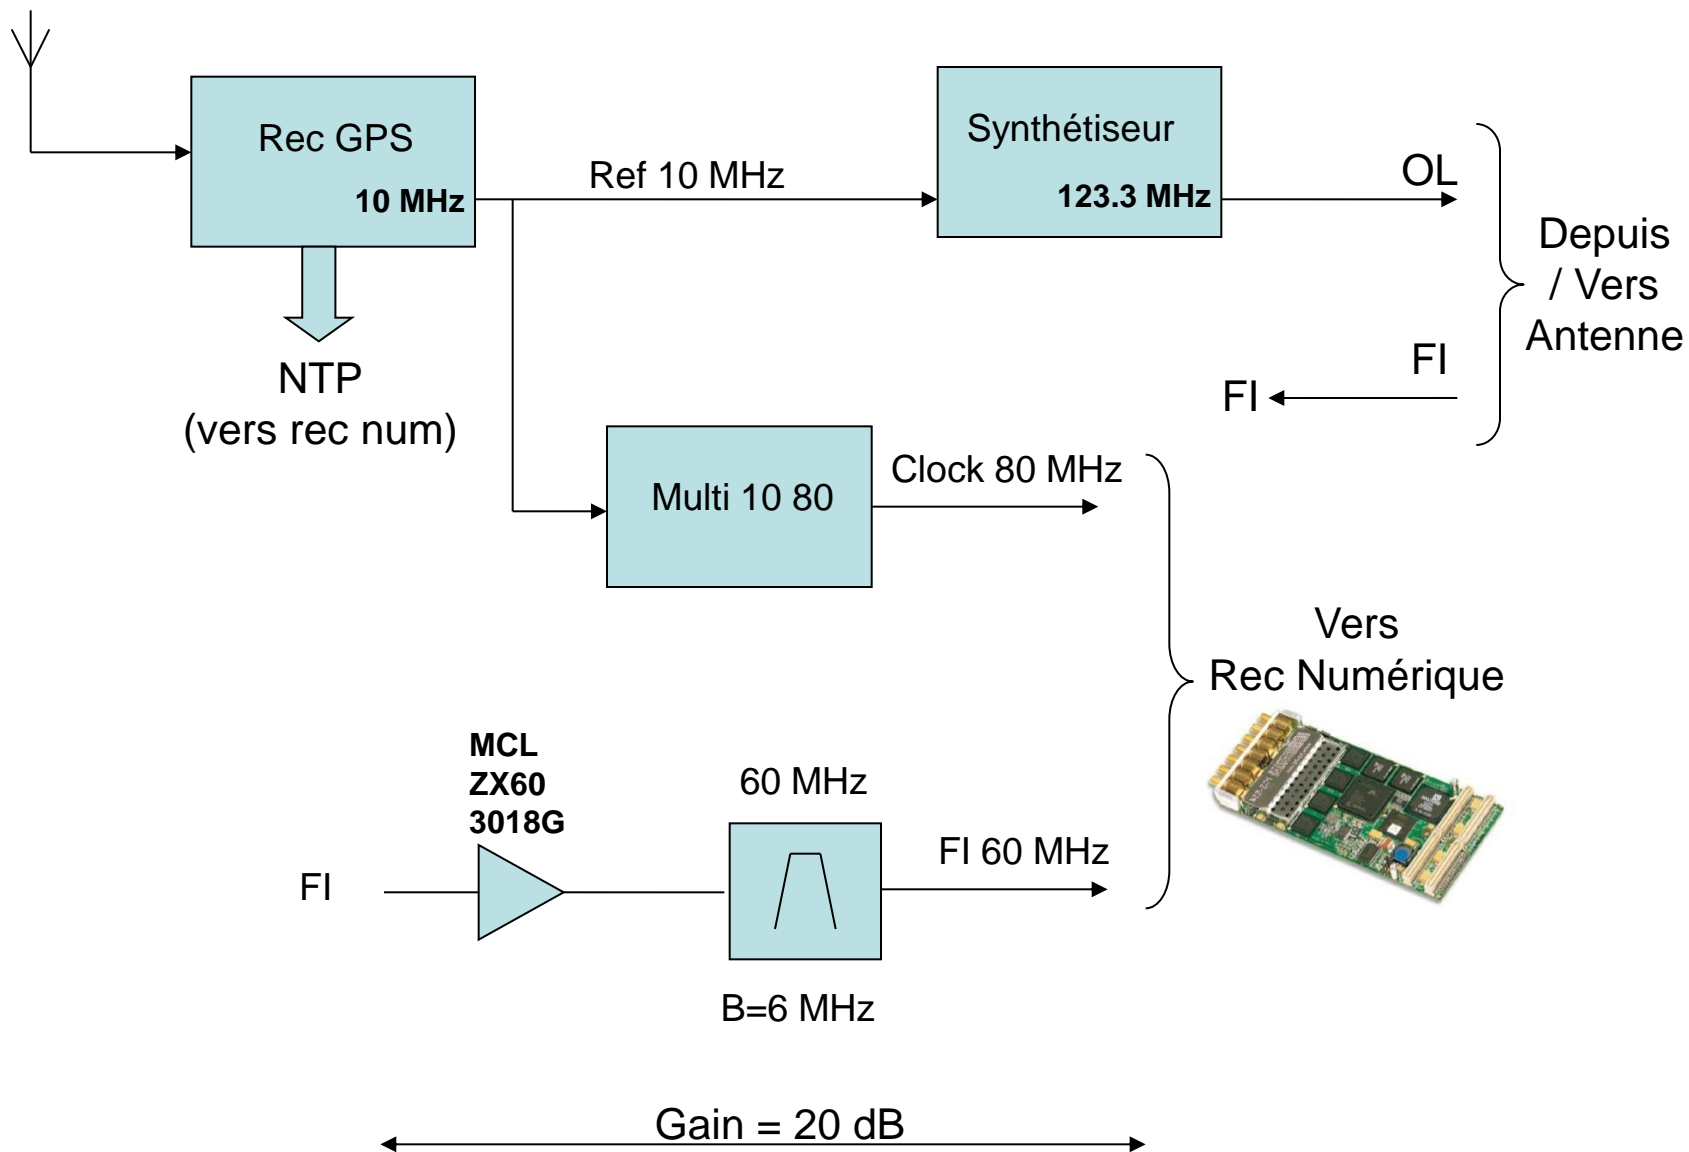 Rec GPS
10 MHz
Ref 10 MHz
Synthétiseur
123.3 MHz
OL
Depuis
/ Vers
Antenne
NTP
(vers rec num)
FI
FI
Multi 10 80
Clock 80 MHz
Vers
Rec Numérique
MCL
ZX60
3018G
60 MHz
FI
FI 60 MHz
B=6 MHz
Gain = 20 dB